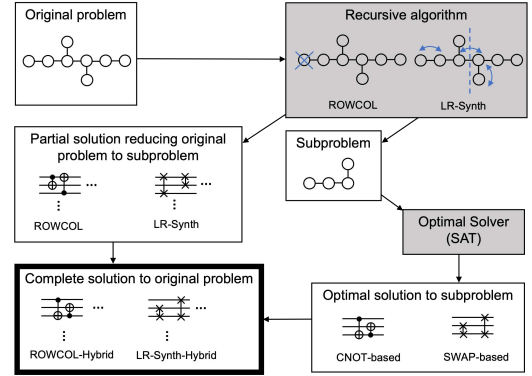 Original problem
Recursive algorithm
ROWCOL
LR-Synth
Partial solution reducing original
problem to subproblem
...
...
ROWCOL
LR-Synth
Subproblem
Optimal Solver
(SAT)
Complete solution to original problem
...
...
ROWCOL-Hybrid
LR-Synth-Hybrid
Optimal solution to subproblem
CNOT-based
SWAP-based